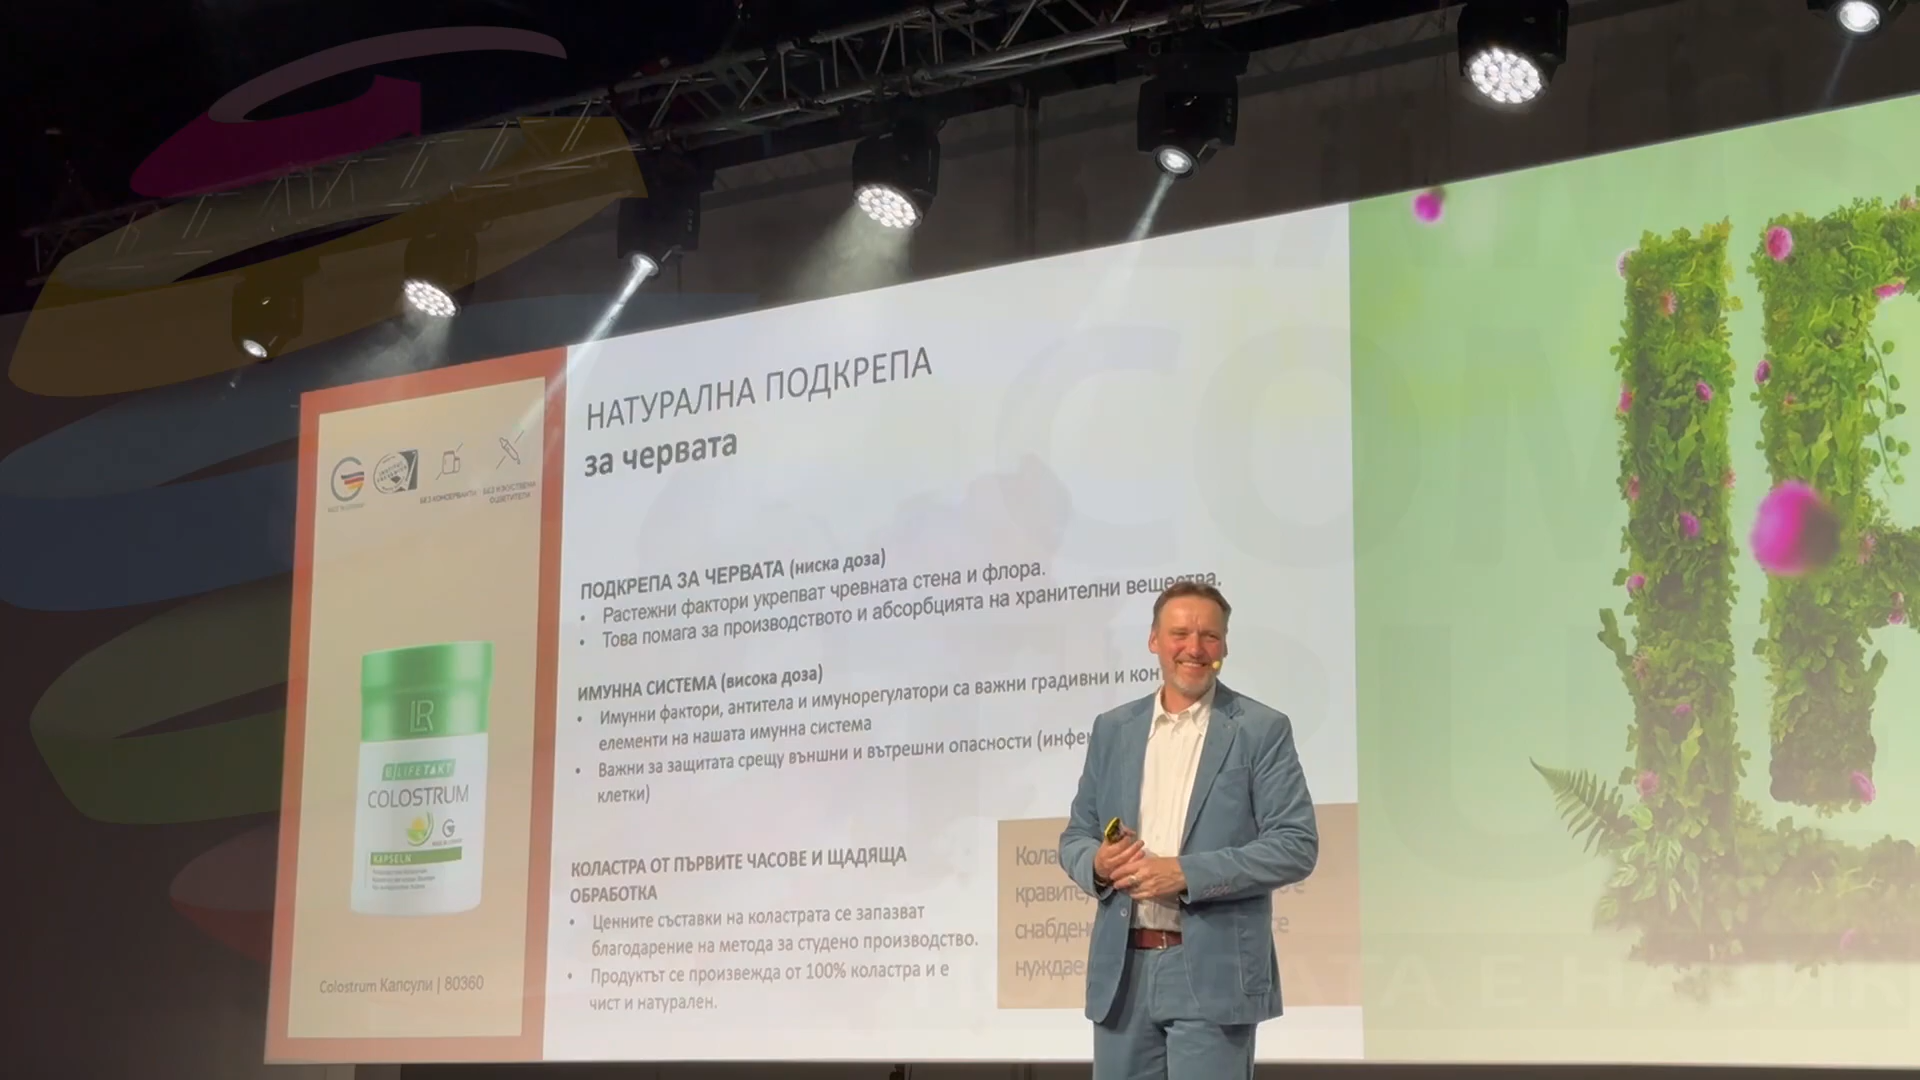 НАТУРАЛНА ПОДКРЕПА
за червата
БЕЗ КОНСЕРВАНТИ
БЕЗ ИЗКУСТВЕНИ
ОЦВЕТИТЕЛИ
ПОДКРЕПА ЗА ЧЕРВАТА (ниска доза)
• Растежни фактори укрепват чревната стена и флора.
• Това помага за производството и абсорбцията на хранителни вещества.
ИМУННА СИСТЕМА (висока доза)
• Имунни фактори, антитела и имунорегулатори са важни градивни и
елементи на нашата имунна система
• Важни за защитата срещу външни и вътрешни опасности
клетки)
КОЛАСТРА ОТ ПЪРВИТЕ ЧАСОВЕ И ЩАДЯЩА
ОБРАБОТКА
• Ценните съставки на коластрата се запазват
благодарение на метода за студено производство.
• Продуктът се произвежда от 100% коластра и е
чист и натурален.
LR
LIFETAKT
COLOSTRUM
KAPSELN
Colostrum Капсули | 80360